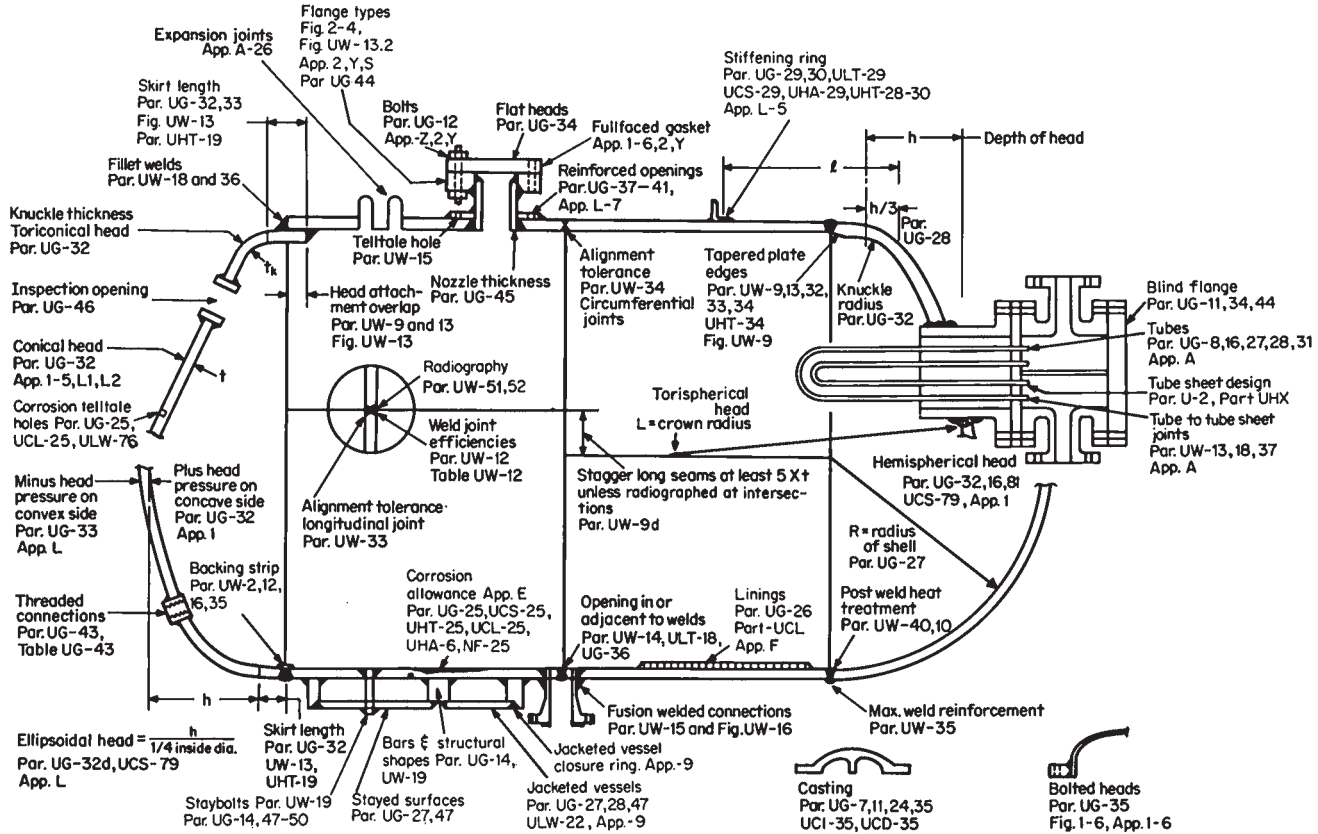 Flange types
Fig. 2-4,
Fig. UW-13.2
App. 2,Y,S
Par UG 44
Expansion joints
App. A-26
Skirt length
Par. UG-32,33
Fig. UW-13
Par. UHT-19
Fillet welds
Par. UW-18 and 36
Bolts
Par. UG-12
App.-Z,2,Y
Flat heads
Par. UG-34
Fullfaced gasket
App. 1-6,2,Y
Reinforced openings
Par. UG-37-41,
App. L-7
Stiffening ring
Par. UG-29,30,ULT-29
UCS-29,UHA-29,UHT-28-30
App. L-5
h
Depth of head
ℓ
h/3
Par.
UG-28
Knuckle thickness
Toriconical head
Par. UG-32
tk
Telltale hole
Par. UW-15
Nozzle thickness
Par. UG-45
Alignment
tolerance
Par. UW-34
Circumferential
joints
Tapered plate
edges
Par. UW-9,13,32,
33,34
UHT-34
Fig. UW-9
Knuckle
radius
Par. UG-32
Blind flange
Par. UG-11,34,44
Tubes
Par. UG-8,16,27,28,31
App. A
Tube sheet design
Par. U-2, Part UHX
Tube to tube sheet
joints
Par. UW-13,18,37
App. A
Inspection opening
Par. UG-46
Head attach-
ment overlap
Par. UW-9 and 13
Fig. UW-13
Conical head
Par. UG-32
App. 1-5,L1,L2
t
Corrosion telltale
holes Par. UG-25,
UCL-25, ULW-76
Radiography
Par. UW-51,52
Weld joint
efficiencies
Par. UW-12
Table UW-12
Alignment tolerance·
longitudinal joint
Par. UW-33
Torispherical
head
L=crown radius
Stagger long seams at least 5 X t
unless radiographed at intersec-
tions
Par. UW-9d
Hemispherical head
Par. UG-32,16,81
UCS-79, App. 1
R=radius
of shell
Par. UG-27
Minus head
pressure on
convex side
Par. UG-33
App. L
Plus head
pressure on
concave side
Par. UG-32
App. 1
Backing strip
Par. UW-2,12,
16,35
Threaded
connections
Par. UG-43,
Table UG-43
Corrosion
allowance App. E
Par. UG-25,UCS-25,
UHT-25,UCL-25,
UHA-6, NF-25
Opening in or
adjacent to welds
Par. UW-14, ULT-18,
UG-36
Linings
Par. UG-26
Part-UCL
App. F
Post weld heat
treatment
Par. UW-40,10
h
Ellipsoidal head = h
1/4 inside dia.
Par. UG-32d,UCS-79
App. L
Skirt length
Par. UG-32
UW-13,
UHT-19
Bars & structural
shapes Par. UG-14,
UW-19
Fusion welded connections
Par. UW-15 and Fig.UW-16
Max. weld reinforcement
Par. UW-35
Jacketed vessel
closure ring. App.-9
Staybolts Par. UW-19
Par. UG-14,47-50
Stayed surfaces
Par. UG-27,47
Jacketed vessels
Par. UG-27,28,47
ULW-22, App.-9
Casting
Par. UG-7,11,24,35
UCI-35,UCD-35
Bolted heads
Par. UG-35
Fig. 1-6, App. 1-6